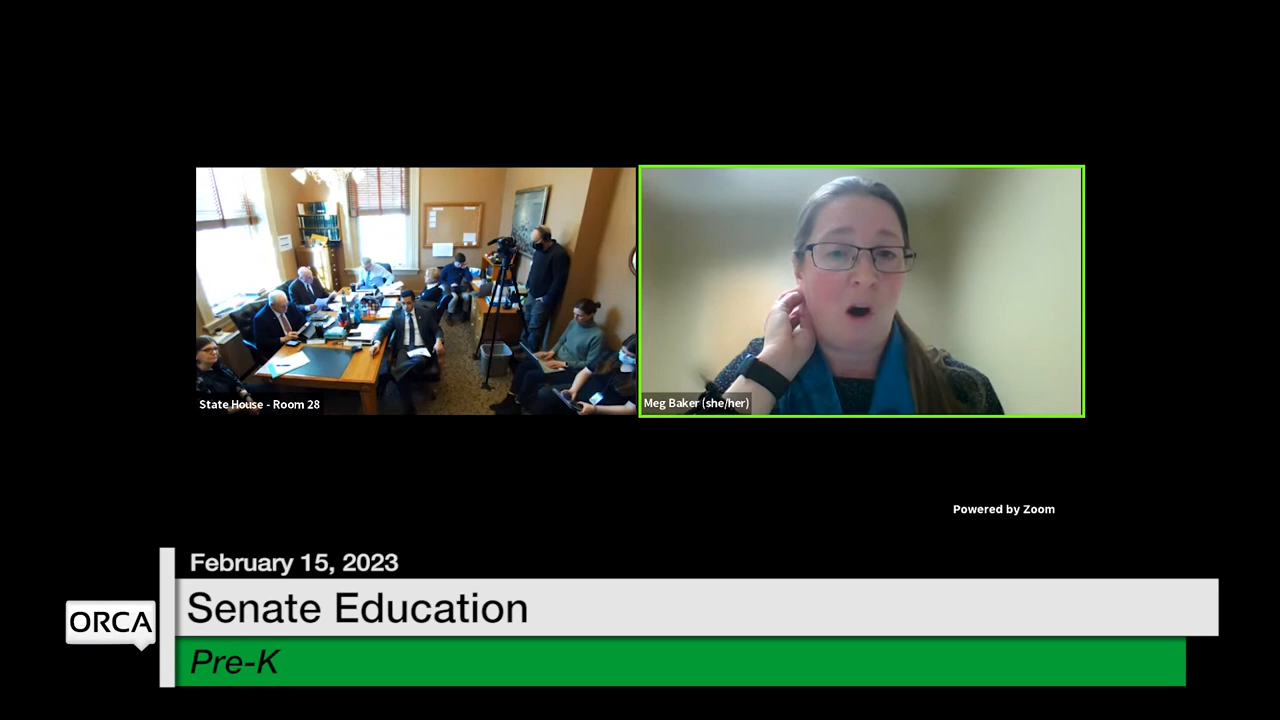 State House - Room 28
Meg Baker (she/her)
Powered by Zoom
February 15, 2023
Senate Education
ORCA
Pre-K